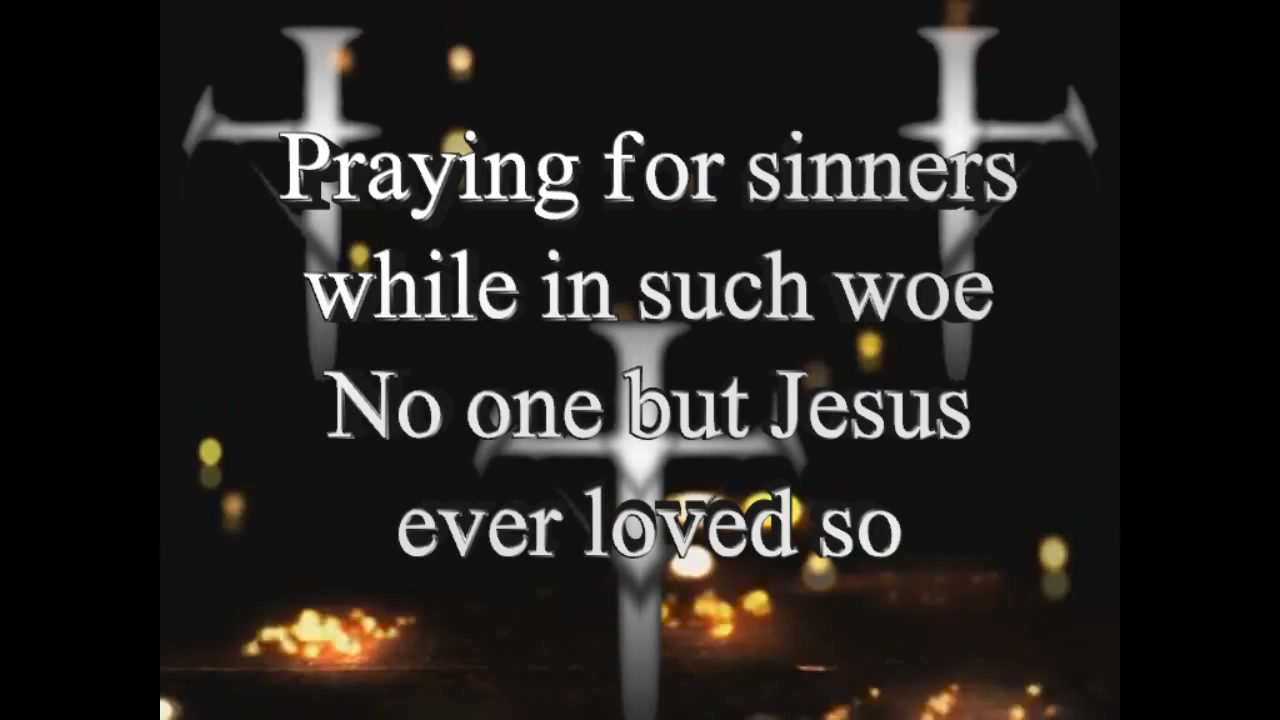 Praying for sinners
while in such woe
No one but Jesus
ever loved so